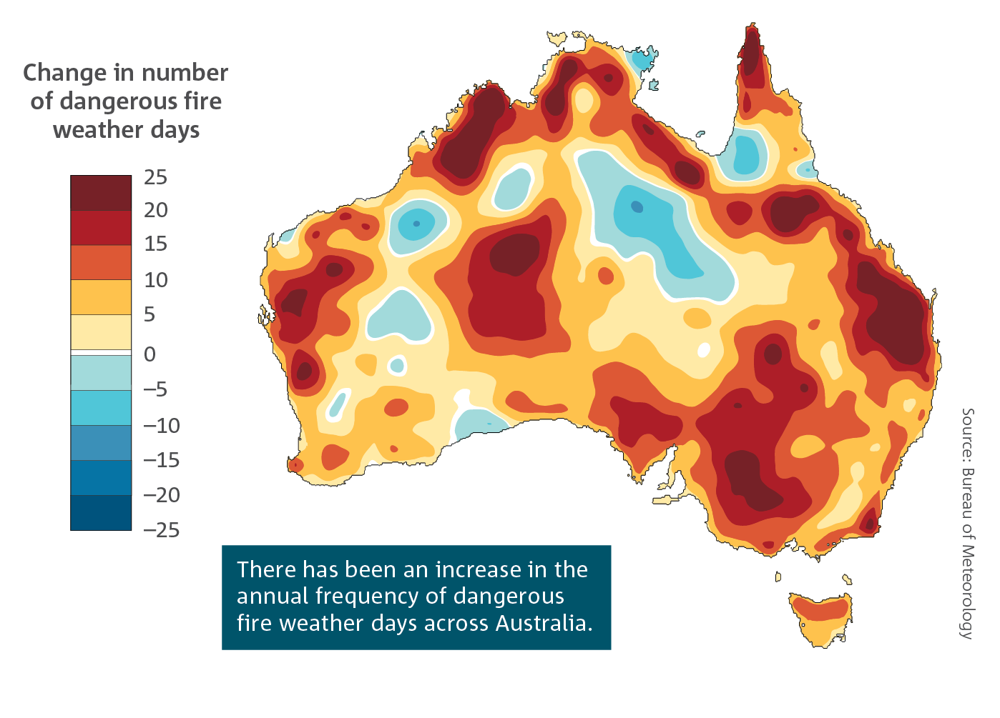 Change in number
of dangerous fire
weather days
25
20
15
10
5
0
–5
–10
–15
–20
–25
There has been an increase in the
annual frequency of dangerous
fire weather days across Australia.
Source: Bureau of Meteorology